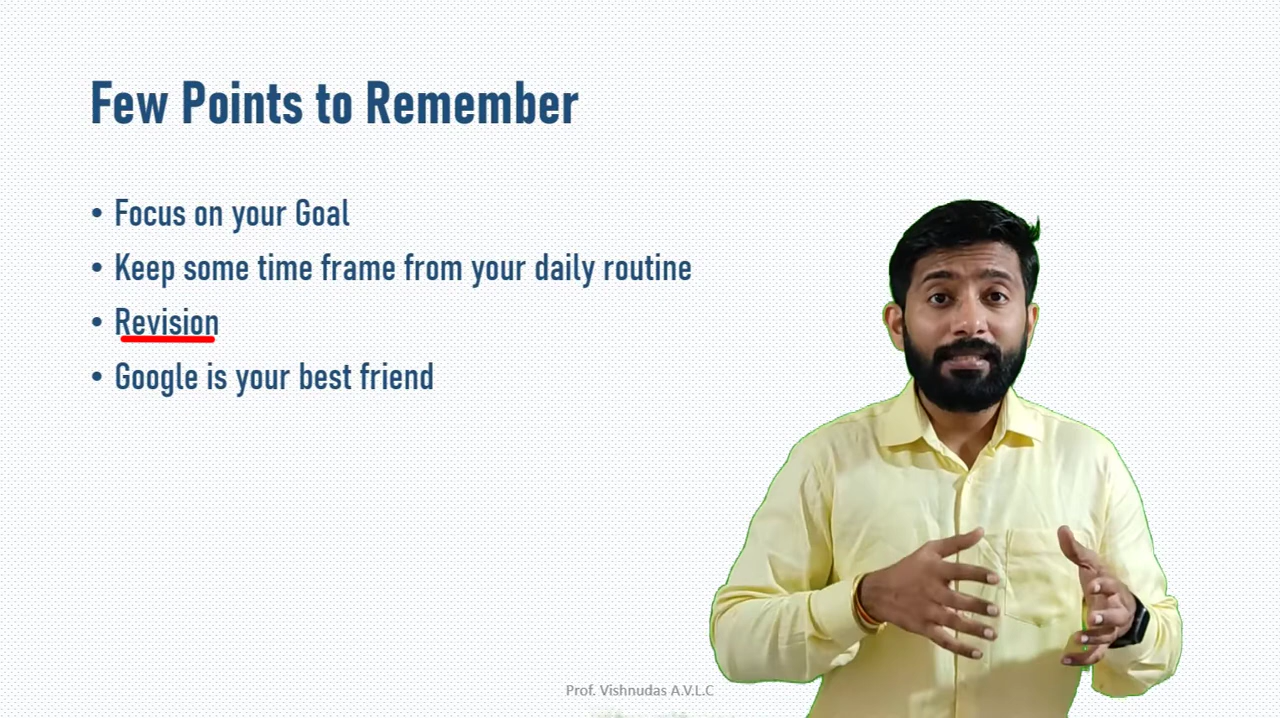 Few Points to Remember
• Focus on your Goal
• Keep some time frame from your daily routine
• Revision
• Google is your best friend
Prof. Vishnudas A.V.L.C